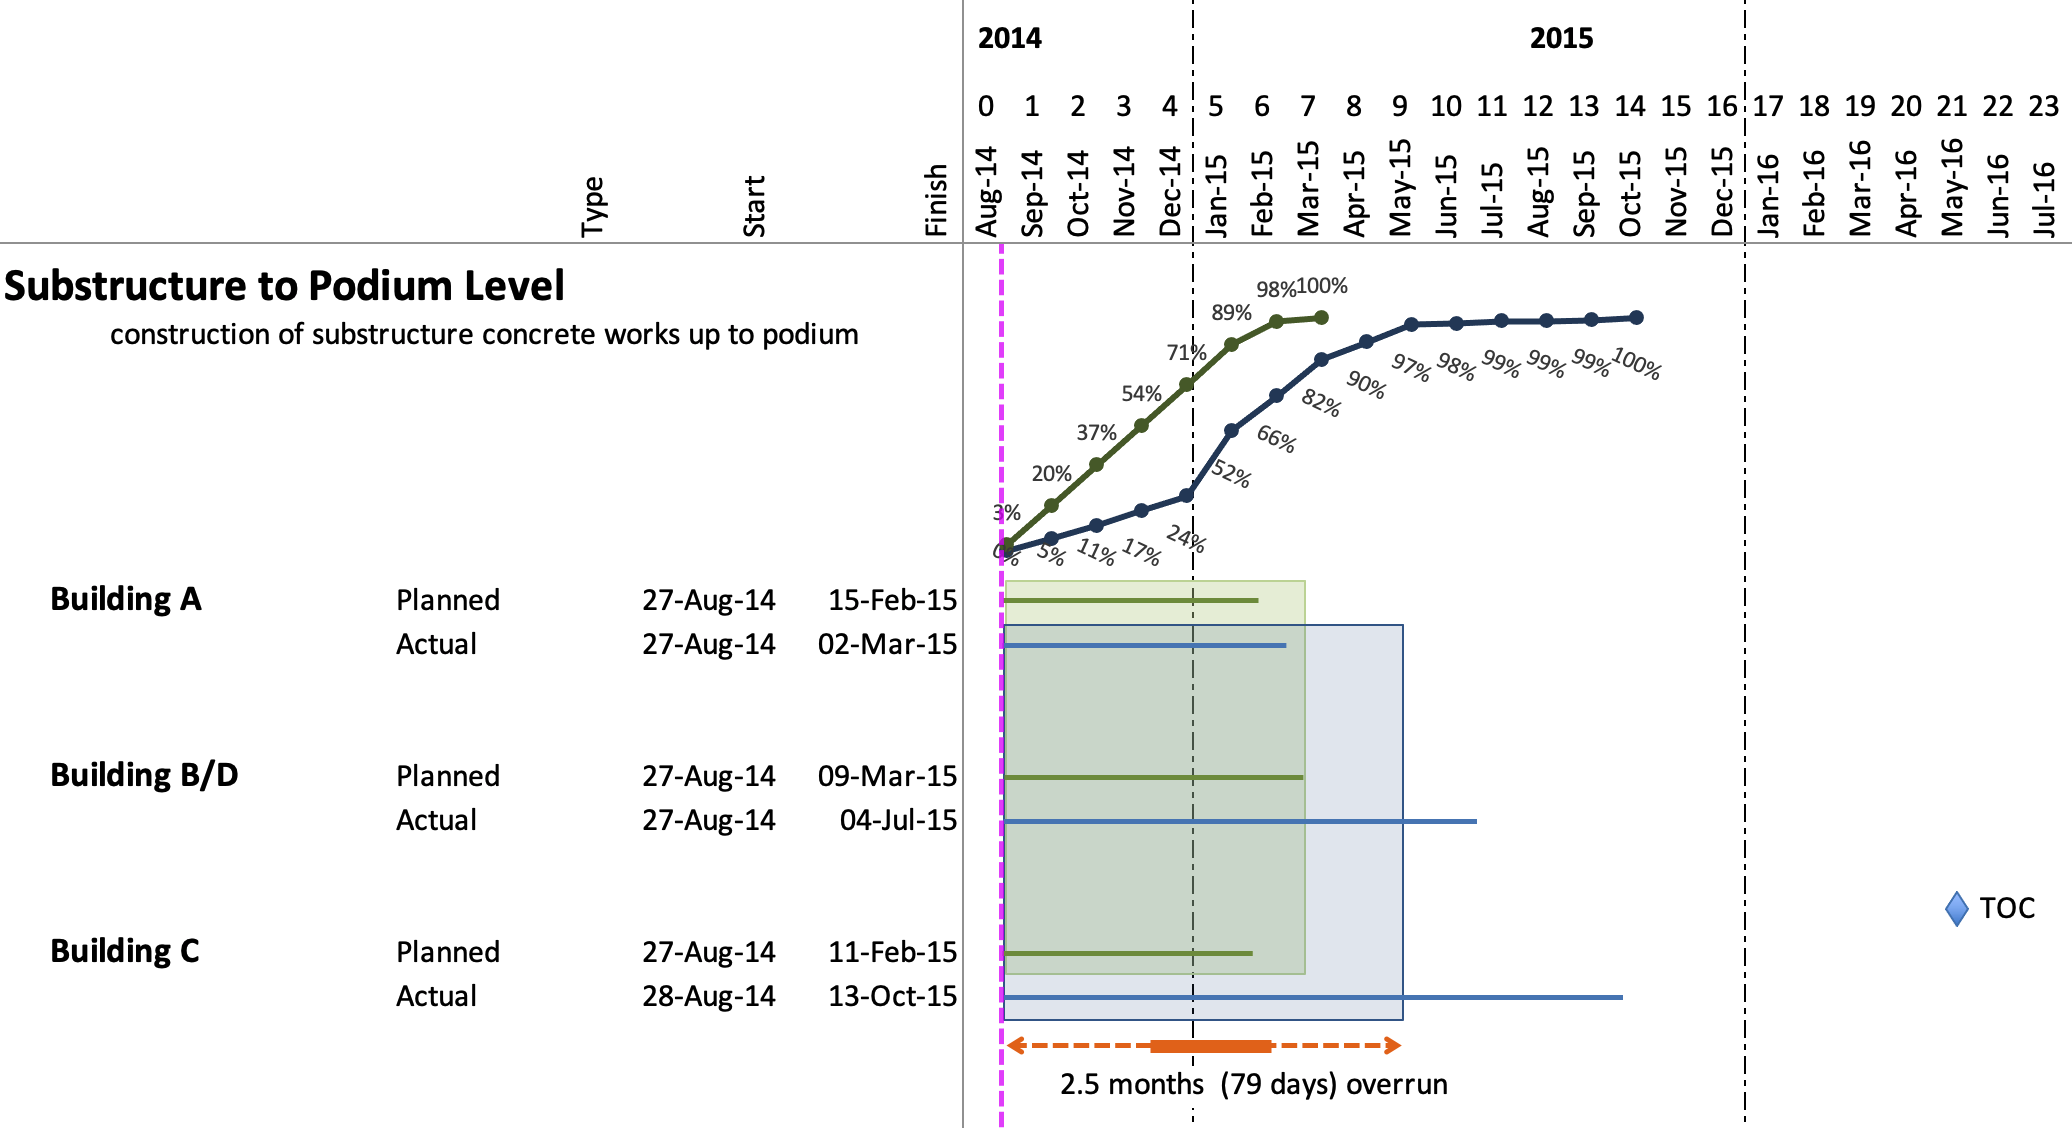 2014 2015
0 1 2 3 4 5 6 7 8 9 10 11 12 13 14 15 16 17 18 19 20 21 22 23
Type Start Finish Aug-14 Sep-14 Oct-14 Nov-14 Dec-14 Jan-15 Feb-15 Mar-15 Apr-15 May-15 Jun-15 Jul-15 Aug-15 Sep-15 Oct-15 Nov-15 Dec-15 Jan-16 Feb-16 Mar-16 Apr-16 May-16 Jun-16 Jul-16
Substructure to Podium Level
construction of substructure concrete works up to podium
3% 20% 37% 54% 71% 89% 98% 100%
0% 5% 11% 17% 24% 52% 66% 82% 90% 97% 98% 99% 99% 99% 100%
Building A Planned 27-Aug-14 15-Feb-15
Actual 27-Aug-14 02-Mar-15
Building B/D Planned 27-Aug-14 09-Mar-15
Actual 27-Aug-14 04-Jul-15
TOC
Building C Planned 27-Aug-14 11-Feb-15
Actual 28-Aug-14 13-Oct-15
2.5 months (79 days) overrun